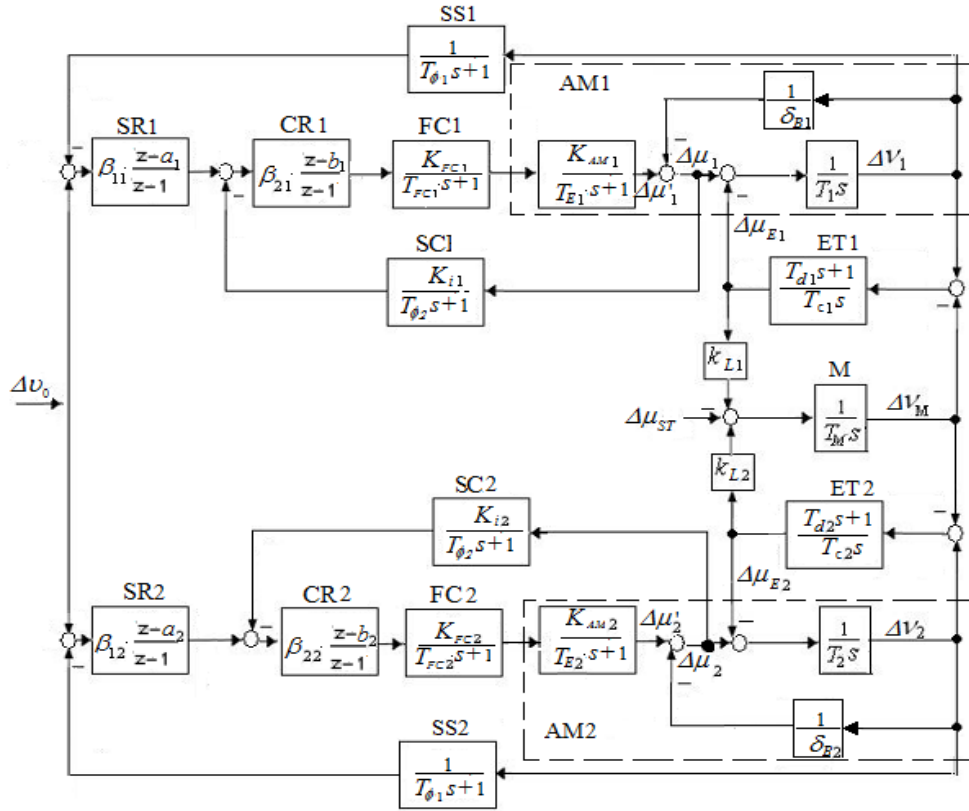 SS1
1
T_{ϕ1}s+1
AM1
1
δ_{B1}
SR1
CR1
FC1
β_{11}· z−a_1
z−1
β_{21}· z−b_1
z−1
K_{FC1}
T_{FC1}·s+1
K_{AM1}
T_{E1}·s+1
Δμ'_1
Δμ_1
1
T_1s
ΔV_1
Δμ_{E1}
ET1
SC1
K_{i1}
T_{ϕ2}s+1
T_{d1}s+1
T_{c1}s
k_{L1}
M
Δυ_0
Δμ_{ST}
1
T_M s
ΔV_M
k_{L2}
SC2
K_{i2}
T_{ϕ2}s+1
ET2
T_{d2}s+1
T_{c2}s
Δμ_{E2}
SR2
CR2
FC2
β_{12}· z−a_2
z−1
β_{22}· z−b_2
z−1
K_{FC2}
T_{FC2}·s+1
K_{AM2}
T_{E2}·s+1
Δμ'_2
Δμ_2
1
T_2s
ΔV_2
AM2
1
δ_{B2}
SS2
1
T_{ϕ1}s+1